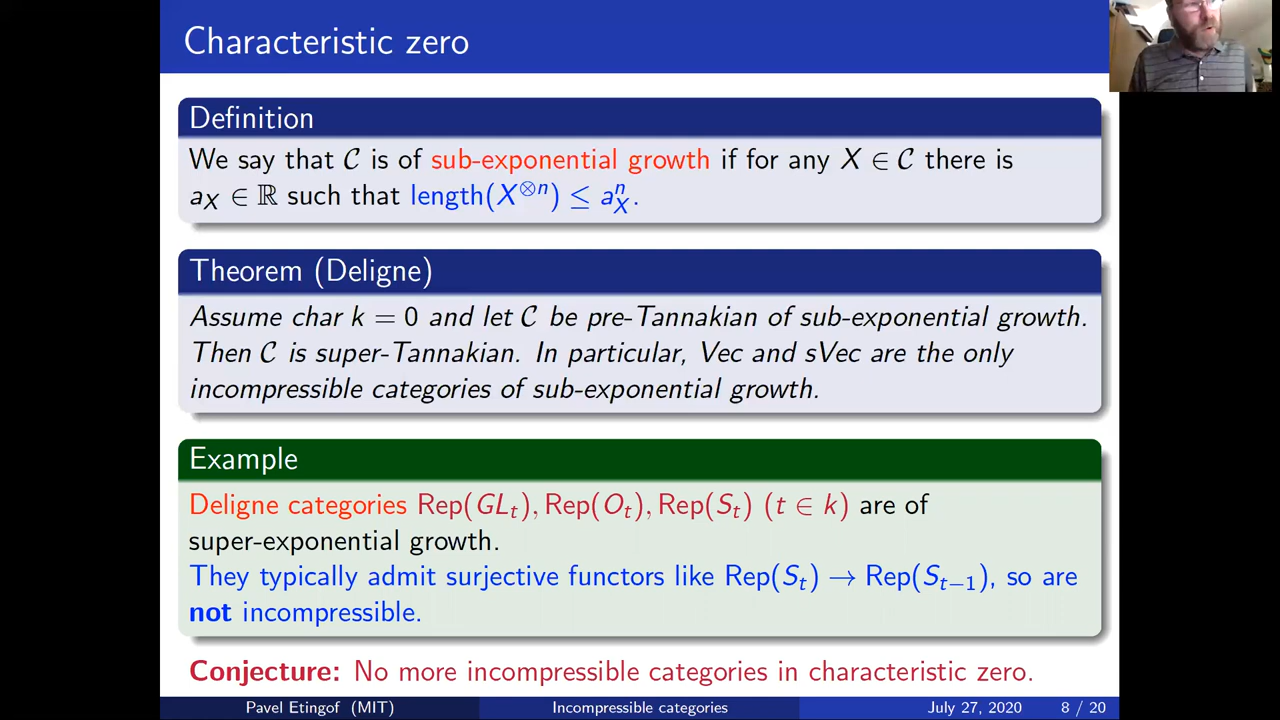 Characteristic zero
Definition
We say that 𝒞 is of sub-exponential growth if for any X ∈ 𝒞 there is
a_X ∈ ℝ such that length(X^{⊗n}) ≤ a_X^n.
Theorem (Deligne)
Assume char k = 0 and let 𝒞 be pre-Tannakian of sub-exponential growth.
Then 𝒞 is super-Tannakian. In particular, Vec and sVec are the only
incompressible categories of sub-exponential growth.
Example
Deligne categories Rep(GL_t), Rep(O_t), Rep(S_t) (t ∈ k) are of
super-exponential growth.
They typically admit surjective functors like Rep(S_t) → Rep(S_{t−1}), so are
not incompressible.
Conjecture: No more incompressible categories in characteristic zero.
Pavel Etingof (MIT) Incompressible categories July 27, 2020 8 / 20